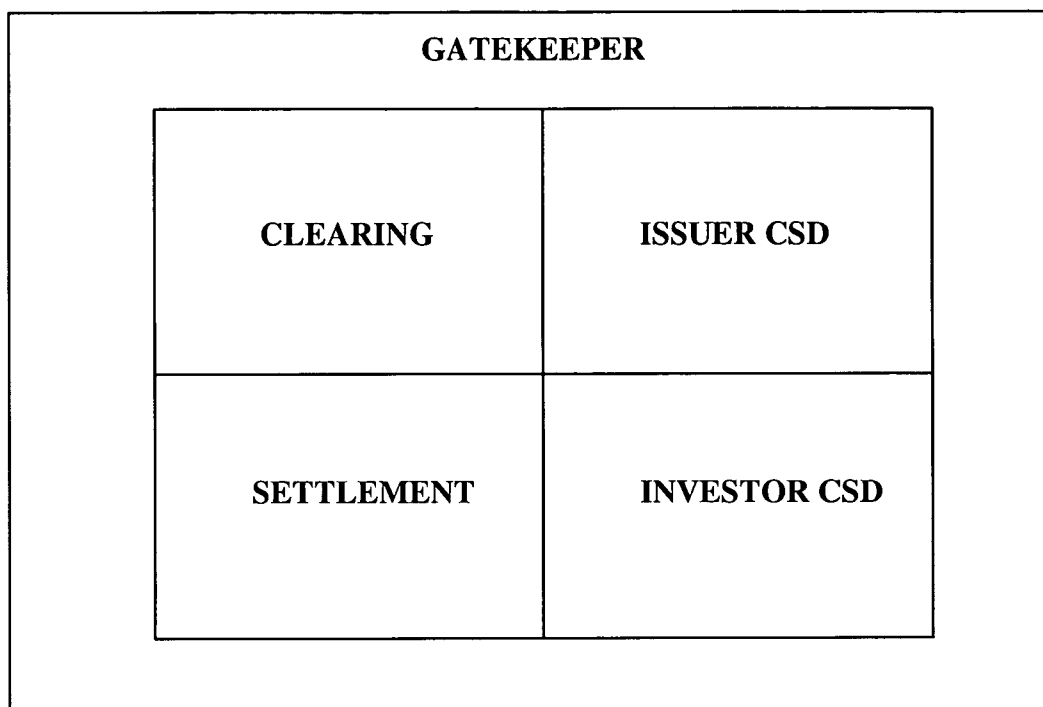 GATEKEEPER
CLEARING
ISSUER CSD
SETTLEMENT
INVESTOR CSD